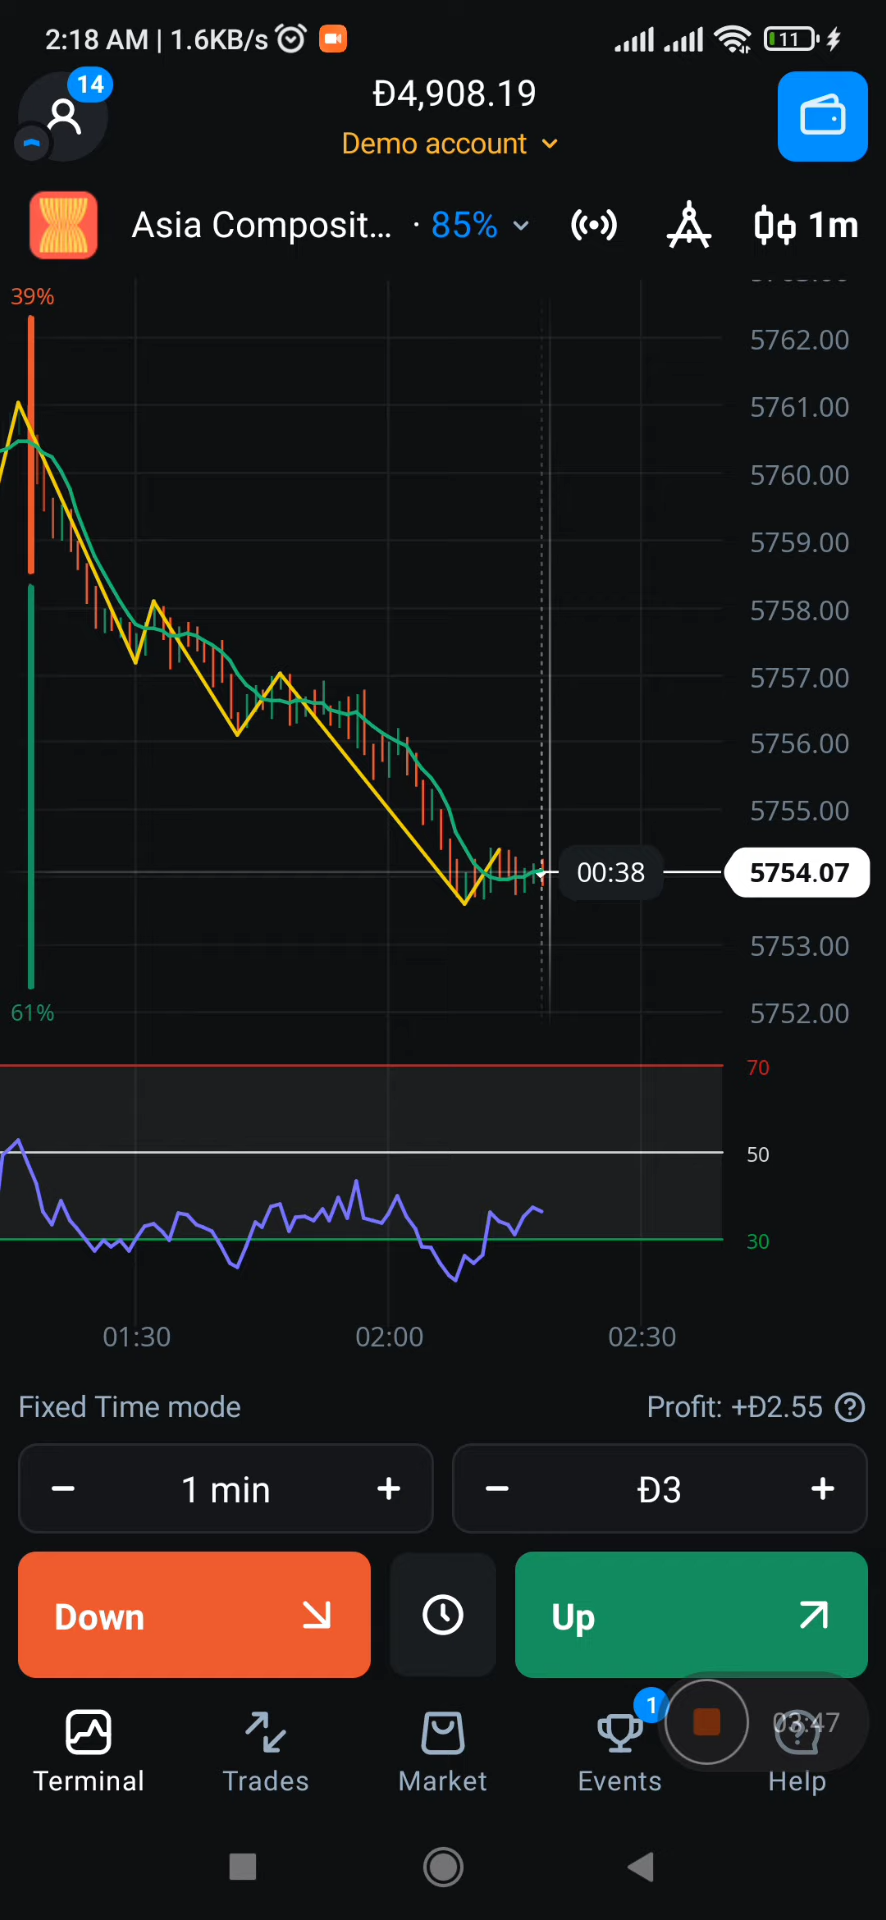 2:18 AM | 1.6KB/s
11
14
Đ4,908.19
Demo account
Asia Composit... · 85%
1m
39%
5762.00
5761.00
5760.00
5759.00
5758.00
5757.00
5756.00
5755.00
00:38
5754.07
5753.00
61%
5752.00
70
50
30
01:30
02:00
02:30
Fixed Time mode
Profit: +Đ2.55
1 min
Đ3
Down
Up
1
03:47
Terminal
Trades
Market
Events
Help